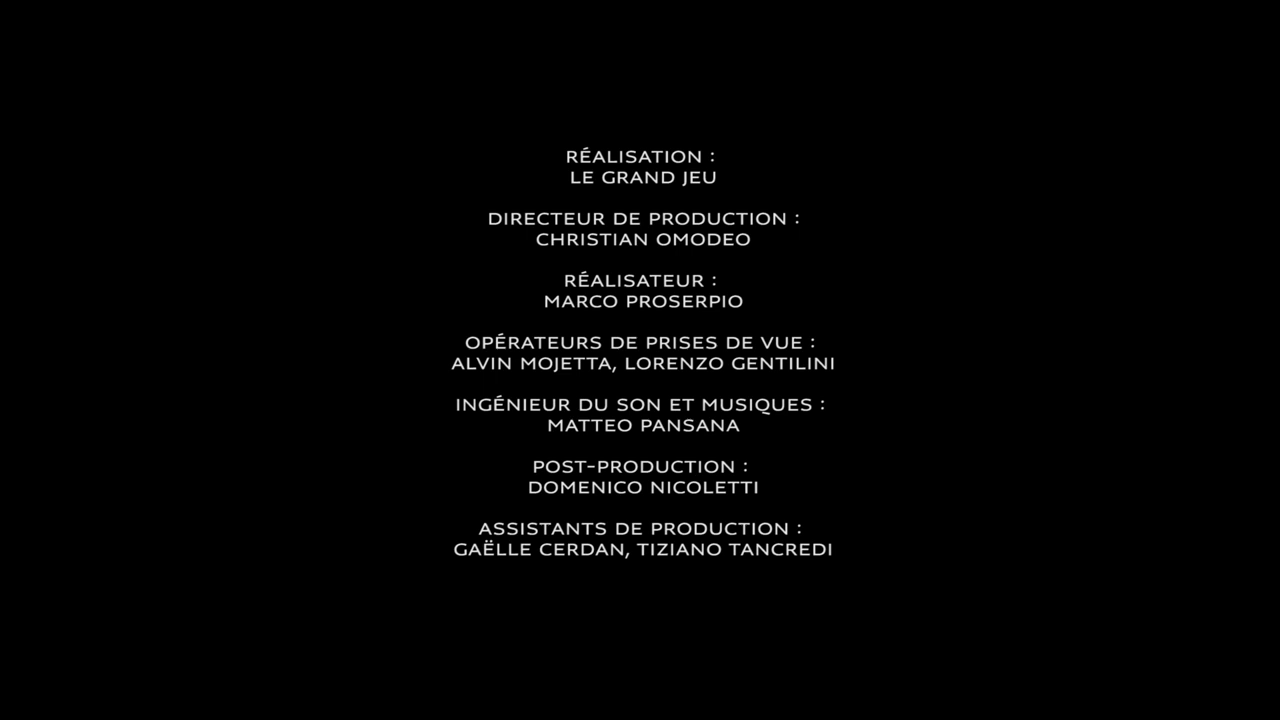 RÉALISATION :
LE GRAND JEU
DIRECTEUR DE PRODUCTION :
CHRISTIAN OMODEO
RÉALISATEUR :
MARCO PROSERPIO
OPÉRATEURS DE PRISES DE VUE :
ALVIN MOJETTA, LORENZO GENTILINI
INGÉNIEUR DU SON ET MUSIQUES :
MATTEO PANSANA
POST-PRODUCTION :
DOMENICO NICOLETTI
ASSISTANTS DE PRODUCTION :
GAËLLE CERDAN, TIZIANO TANCREDI